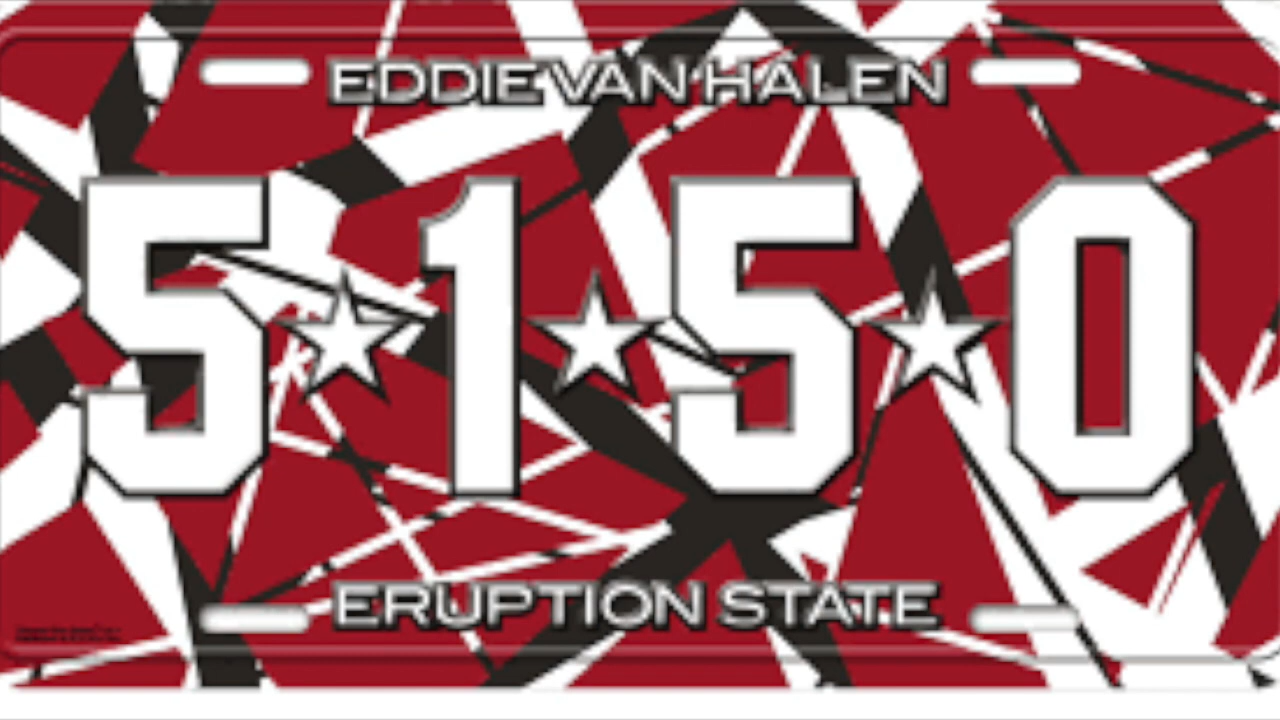 EDDIE VAN HALEN
5★1★5★0
ERUPTION STATE